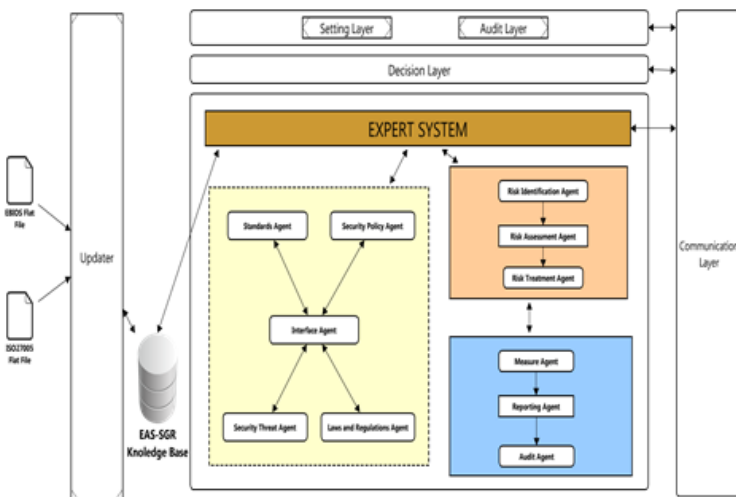 Setting Layer
Audit Layer
Decision Layer
EXPERT SYSTEM
EBIOS Flat
File
ISO27005
Flat File
Updater
EAS-SGR
Knoledge Base
Standards Agent
Security Policy Agent
Interface Agent
Security Threat Agent
Laws and Regulations Agent
Risk Identification Agent
Risk Assessment Agent
Risk Treatment Agent
Measure Agent
Reporting Agent
Audit Agent
Communication
Layer